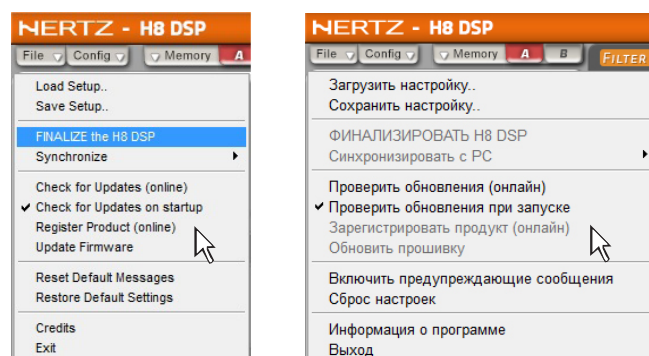 HERTZ - H8 DSP
File Config Memory A
Load Setup..
Save Setup..
FINALIZE the H8 DSP
Synchronize
Check for Updates (online)
Check for Updates on startup
Register Product (online)
Update Firmware
Reset Default Messages
Restore Default Settings
Credits
Exit
HERTZ - H8 DSP
File Config Memory A B FILTER
Загрузить настройку..
Сохранить настройку..
ФИНАЛИЗИРОВАТЬ H8 DSP
Синхронизировать с PC
Проверить обновления (онлайн)
Проверить обновления при запуске
Зарегистрировать продукт (онлайн)
Обновить прошивку
Включить предупреждающие сообщения
Сброс настроек
Информация о программе
Выход